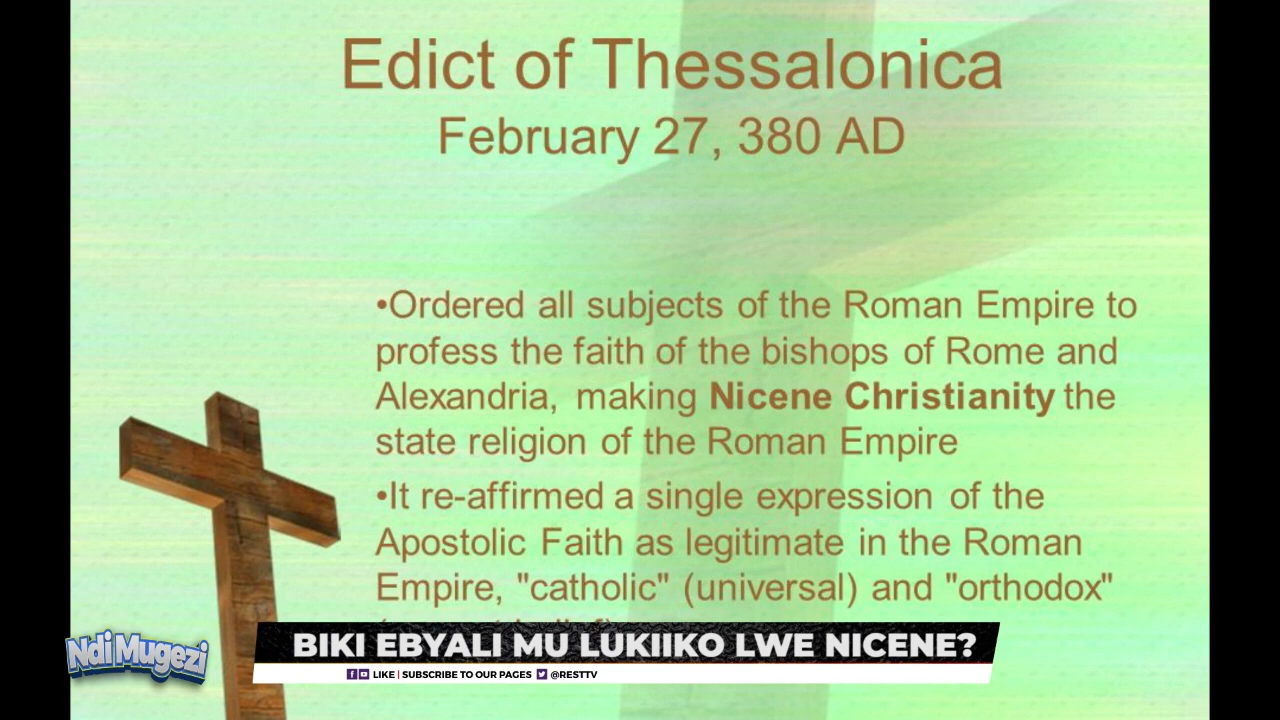 Edict of Thessalonica
February 27, 380 AD
•Ordered all subjects of the Roman Empire to
profess the faith of the bishops of Rome and
Alexandria, making Nicene Christianity the
state religion of the Roman Empire
•It re-affirmed a single expression of the
Apostolic Faith as legitimate in the Roman
Empire, "catholic" (universal) and "orthodox"
Ndi Mugezi
BIKI EBYALI MU LUKIIKO LWE NICENE?
LIKE | SUBSCRIBE TO OUR PAGES @RESTTV